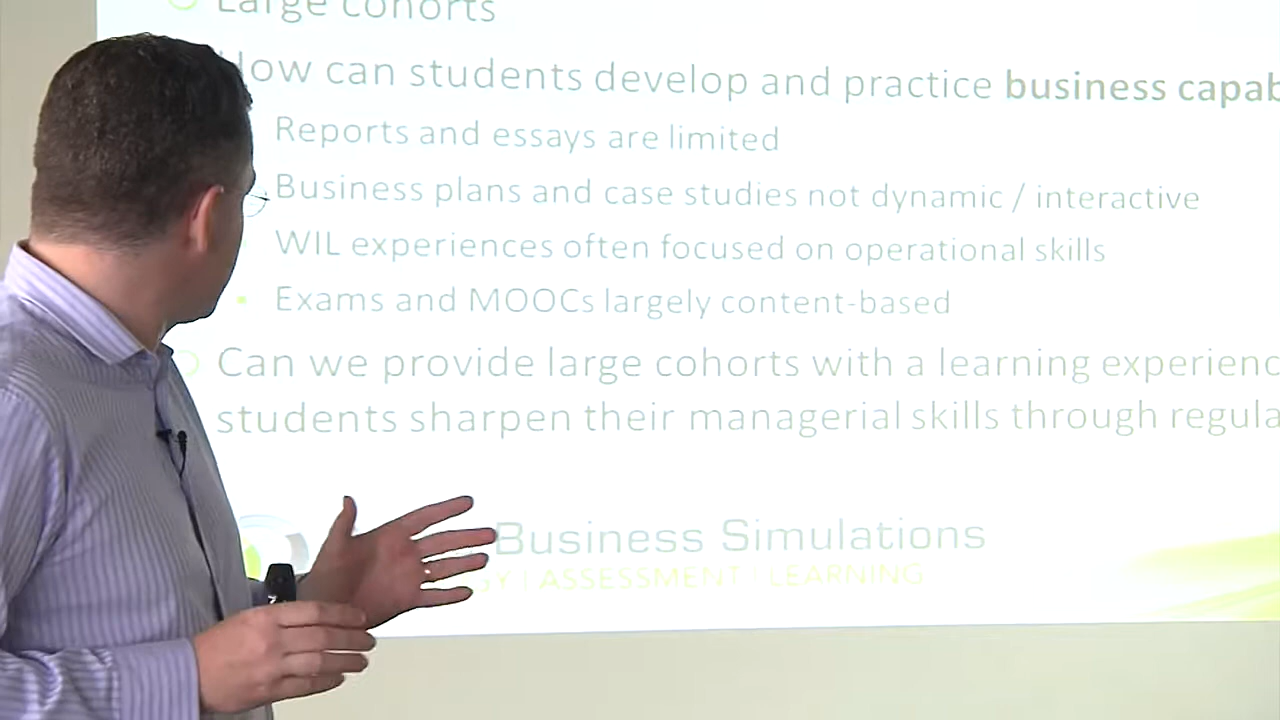 Large cohorts
How can students develop and practice business capab
Reports and essays are limited
Business plans and case studies not dynamic / interactive
WIL experiences often focused on operational skills
Exams and MOOCs largely content-based
Can we provide large cohorts with a learning experienc
students sharpen their managerial skills through regula
Business Simulations
GY | ASSESSMENT | LEARNING